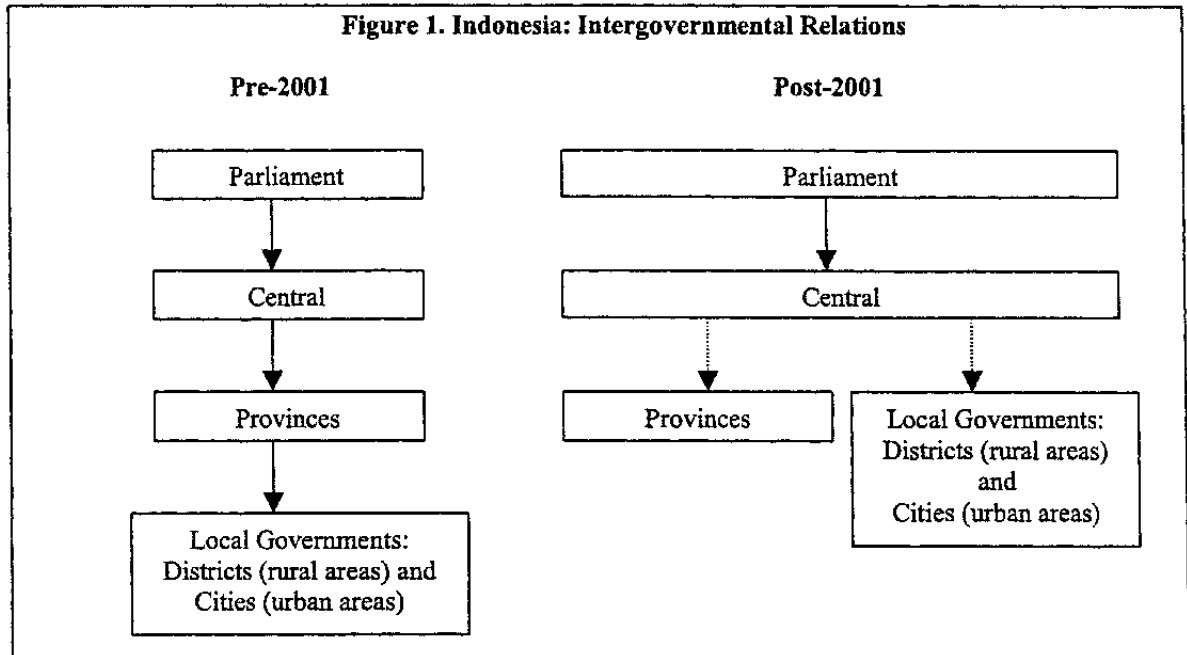 Figure 1. Indonesia: Intergovernmental Relations
Pre-2001
Parliament
Central
Provinces
Local Governments:
Districts (rural areas) and
Cities (urban areas)
Post-2001
Parliament
Central
Provinces
Local Governments:
Districts (rural areas)
and
Cities (urban areas)